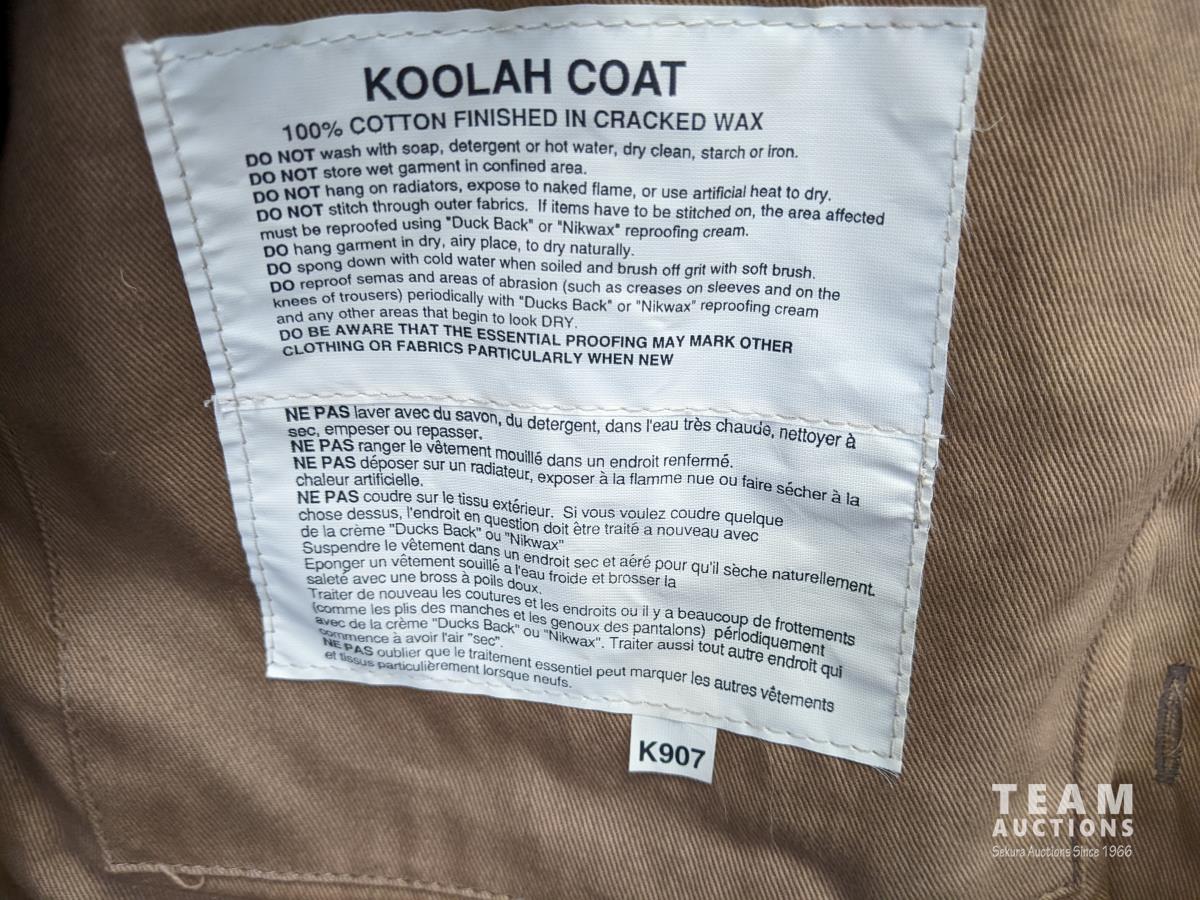 KOOLAH COAT
100% COTTON FINISHED IN CRACKED WAX
DO NOT wash with soap, detergent or hot water, dry clean, starch or iron.
DO NOT store wet garment in confined area.
DO NOT hang on radiators, expose to naked flame, or use artificial heat to dry.
DO NOT stitch through outer fabrics. If items have to be stitched on, the area affected
must be reproofed using "Duck Back" or "Nikwax" reproofing cream.
DO hang garment in dry, airy place, to dry naturally.
DO spong down with cold water when soiled and brush off grit with soft brush.
DO reproof semas and areas of abrasion (such as creases on sleeves and on the
knees of trousers) periodically with "Ducks Back" or "Nikwax" reproofing cream
and any other areas that begin to look DRY.
DO BE AWARE THAT THE ESSENTIAL PROOFING MAY MARK OTHER
CLOTHING OR FABRICS PARTICULARLY WHEN NEW
NE PAS laver avec du savon, du detergent, dans l'eau très chaude, nettoyer à
sec, empeser ou repasser.
NE PAS ranger le vêtement mouillé dans un endroit renfermé.
NE PAS déposer sur un radiateur, exposer à la flamme nue ou faire sécher à la
chaleur artificielle.
NE PAS coudre sur le tissu extérieur. Si vous voulez coudre quelque
chose dessus, l'endroit en question doit être traité a nouveau avec
de la crème "Ducks Back" ou "Nikwax"
Suspendre le vêtement dans un endroit sec et aéré pour qu'il sèche naturellement.
Eponger un vêtement souillé a l'eau froide et brosser la
saleté avec une bross à poils doux.
Traiter de nouveau les coutures et les endroits ou il y a beaucoup de frottements
(comme les plis des manches et les genoux des pantalons) périodiquement
avec de la crème "Ducks Back" ou "Nikwax". Traiter aussi tout autre endroit qui
commence à avoir l'air "sec".
NE PAS oublier que le traitement essentiel peut marquer les autres vêtements
et tissus particulièrement lorsque neufs.
K907
TEAM
AUCTIONS
Sekura Auctions Since 1966